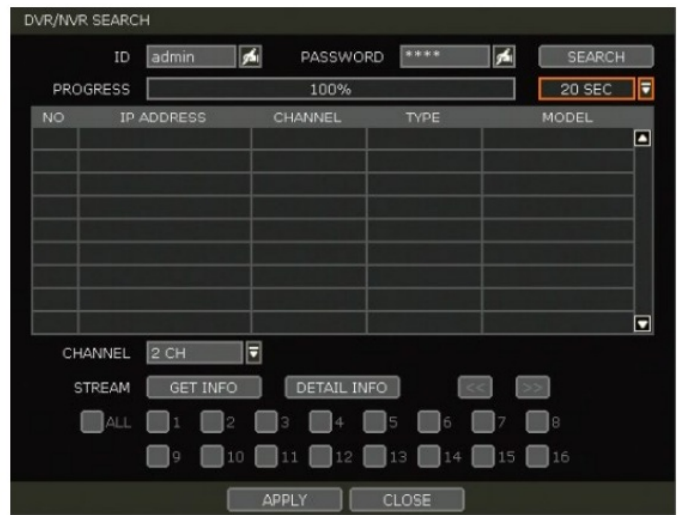 DVR/NVR SEARCH
ID admin PASSWORD **** SEARCH
PROGRESS 100% 20 SEC
NO IP ADDRESS CHANNEL TYPE MODEL
CHANNEL 2 CH
STREAM GET INFO DETAIL INFO << >>
ALL 1 2 3 4 5 6 7 8
9 10 11 12 13 14 15 16
APPLY CLOSE